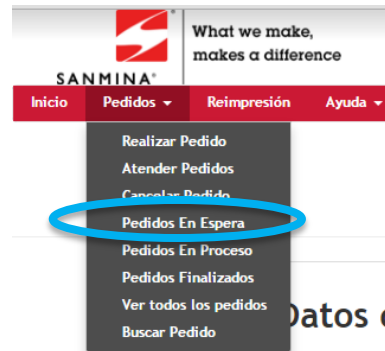 What we make,
makes a difference
SANMINA®
Inicio Pedidos Reimpresión Ayuda
Realizar Pedido
Atender Pedidos
Cancelar Pedido
Pedidos En Espera
Pedidos En Proceso
Pedidos Finalizados
Ver todos los pedidos
Buscar Pedido
Datos